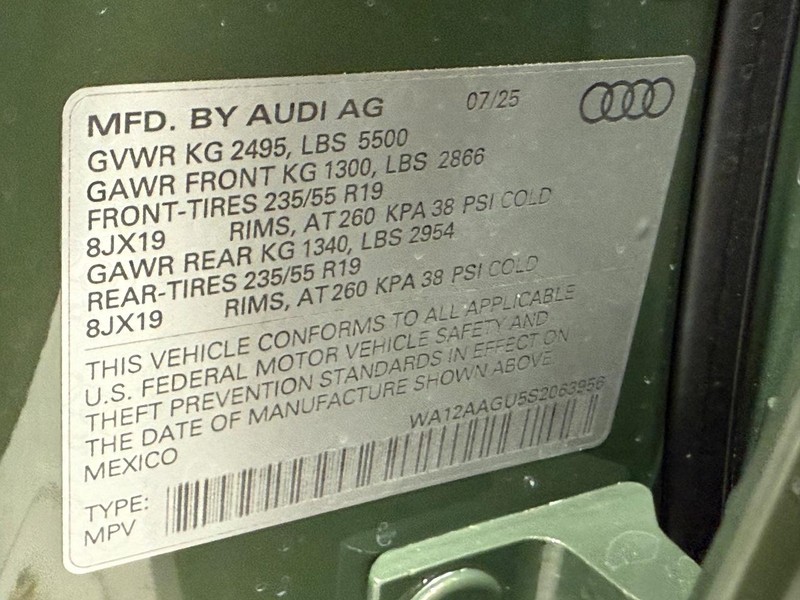 MFD. BY AUDI AG 07/25
GVWR KG 2495, LBS 5500
GAWR FRONT KG 1300, LBS 2866
FRONT-TIRES 235/55 R19
8JX19 RIMS, AT 260 KPA 38 PSI COLD
GAWR REAR KG 1340, LBS 2954
REAR-TIRES 235/55 R19
8JX19 RIMS, AT 260 KPA 38 PSI COLD
THIS VEHICLE CONFORMS TO ALL APPLICABLE
U.S. FEDERAL MOTOR VEHICLE SAFETY AND
THEFT PREVENTION STANDARDS IN EFFECT ON
THE DATE OF MANUFACTURE SHOWN ABOVE
MEXICO WA12AAGU5S2063956
TYPE:
MPV